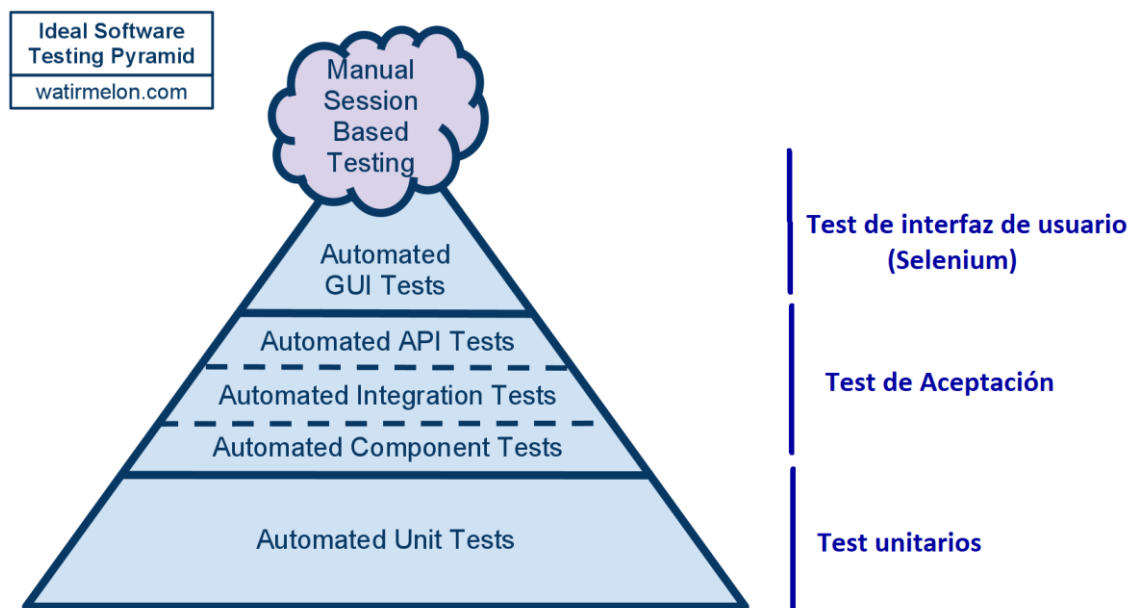 Ideal Software
Testing Pyramid
watirmelon.com
Manual
Session
Based
Testing
Automated
GUI Tests
Automated API Tests
Automated Integration Tests
Automated Component Tests
Automated Unit Tests
Test de interfaz de usuario
(Selenium)
Test de Aceptación
Test unitarios